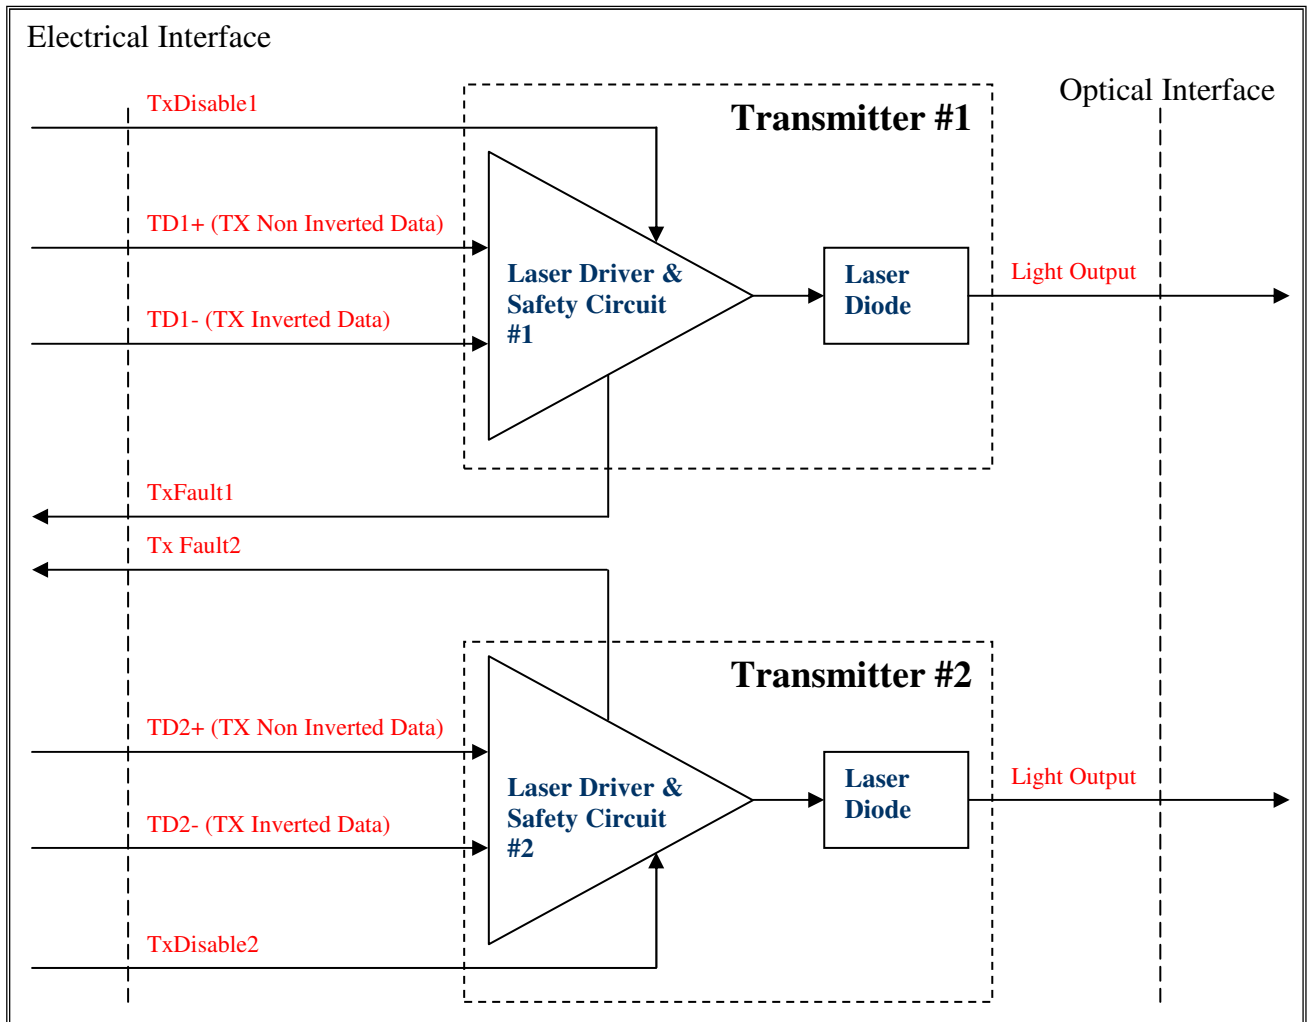 Electrical Interface
Optical Interface
TxDisable1
Transmitter #1
TD1+ (TX Non Inverted Data)
Laser Driver &
Safety Circuit
#1
Laser
Diode
Light Output
TD1- (TX Inverted Data)
TxFault1
Tx Fault2
Transmitter #2
TD2+ (TX Non Inverted Data)
Laser Driver &
Safety Circuit
#2
Laser
Diode
Light Output
TD2- (TX Inverted Data)
TxDisable2